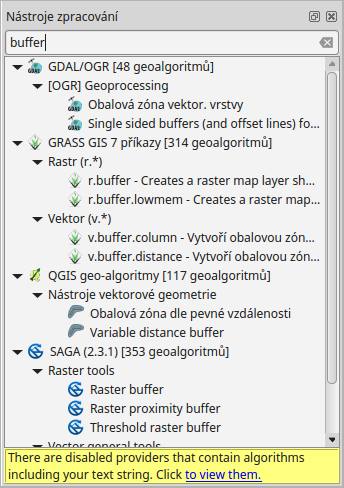 Nástroje zpracování
buffer
GDAL/OGR [48 geoalgoritmů]
[OGR] Geoprocessing
Obalová zóna vektor. vrstvy
Single sided buffers (and offset lines) fo...
GRASS GIS 7 příkazy [314 geoalgoritmů]
Rastr (r.*)
r.buffer - Creates a raster map layer sh...
r.buffer.lowmem - Creates a raster map...
Vektor (v.*)
v.buffer.column - Vytvoří obalovou zón...
v.buffer.distance - Vytvoří obalovou zón...
QGIS geo-algoritmy [117 geoalgoritmů]
Nástroje vektorové geometrie
Obalová zóna dle pevné vzdálenosti
Variable distance buffer
SAGA (2.3.1) [353 geoalgoritmů]
Raster tools
Raster buffer
Raster proximity buffer
Threshold raster buffer
Vector general tools
There are disabled providers that contain algorithms
including your text string. Click to view them.